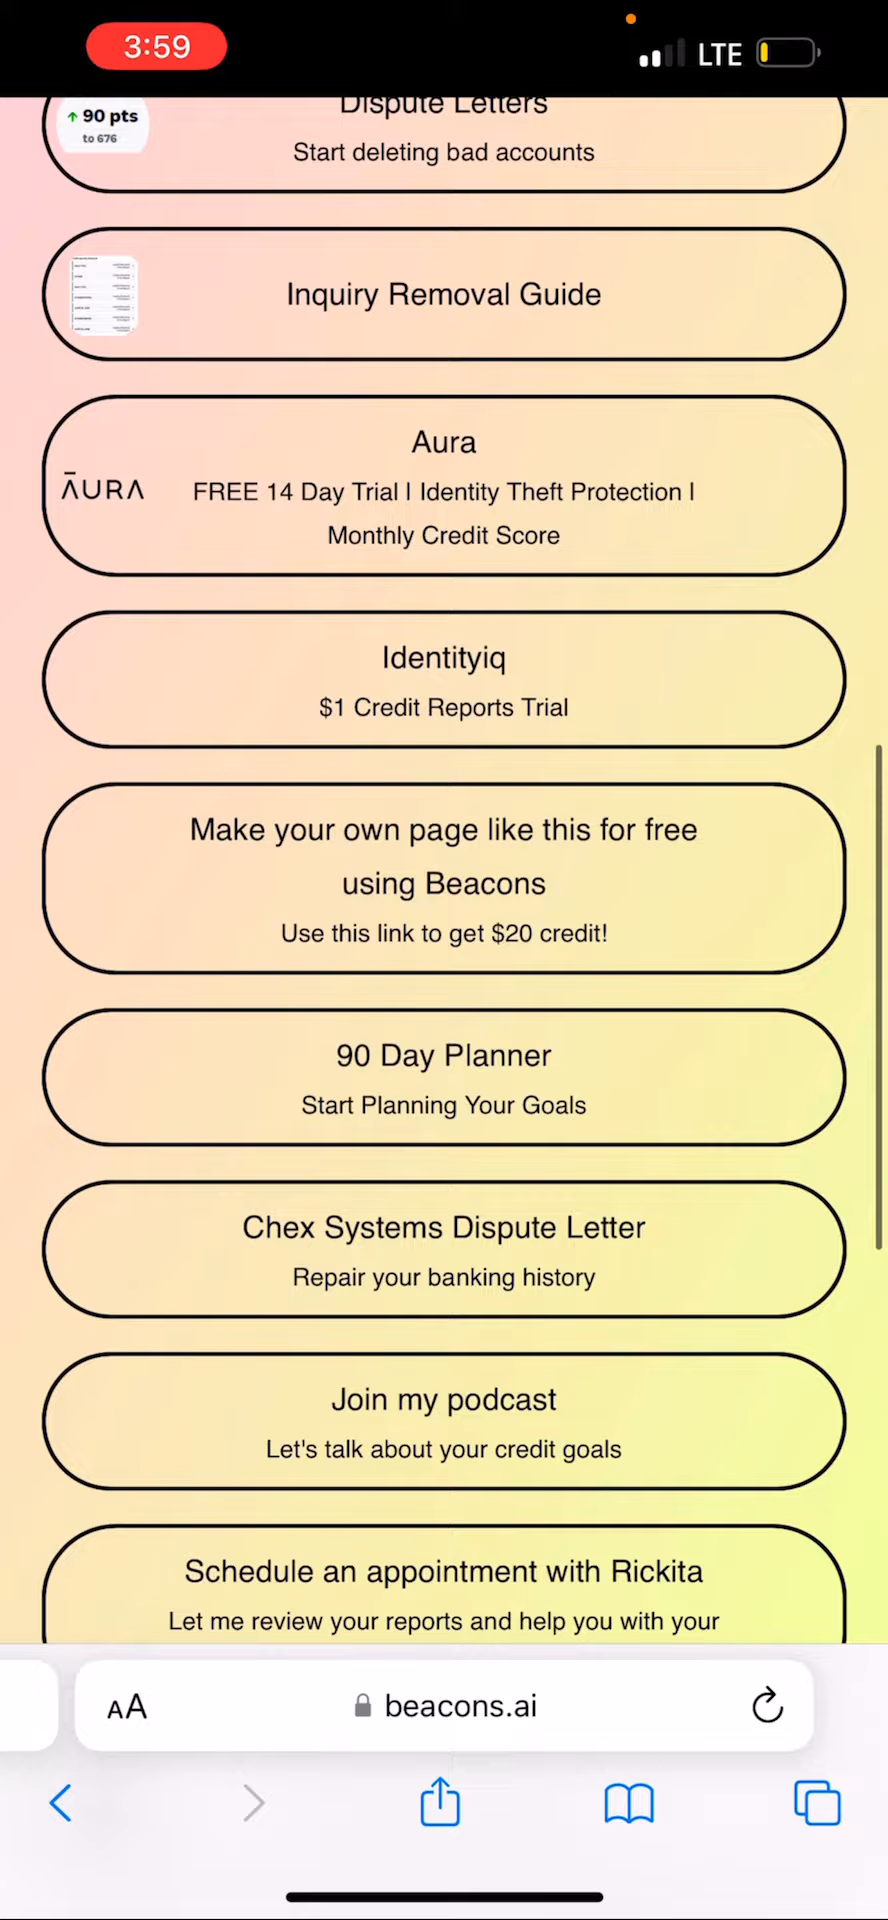 3:59
LTE
↑ 90 pts
to 676
Dispute Letters
Start deleting bad accounts
Inquiry Removal Guide
Aura
ĀURA
FREE 14 Day Trial | Identity Theft Protection |
Monthly Credit Score
Identityiq
$1 Credit Reports Trial
Make your own page like this for free
using Beacons
Use this link to get $20 credit!
90 Day Planner
Start Planning Your Goals
Chex Systems Dispute Letter
Repair your banking history
Join my podcast
Let's talk about your credit goals
Schedule an appointment with Rickita
Let me review your reports and help you with your
AA
beacons.ai